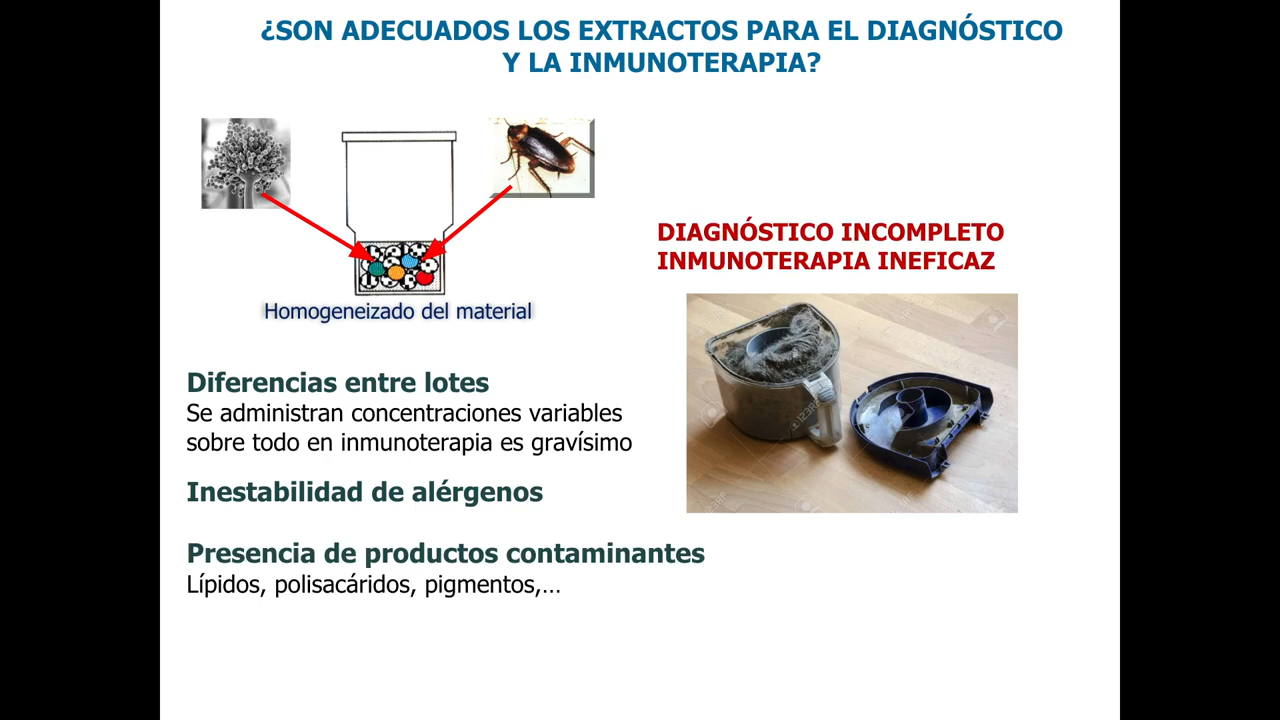 ¿SON ADECUADOS LOS EXTRACTOS PARA EL DIAGNÓSTICO
Y LA INMUNOTERAPIA?
Homogeneizado del material
DIAGNÓSTICO INCOMPLETO
INMUNOTERAPIA INEFICAZ
Diferencias entre lotes
Se administran concentraciones variables
sobre todo en inmunoterapia es gravísimo
Inestabilidad de alérgenos
Presencia de productos contaminantes
Lípidos, polisacáridos, pigmentos,…
123RF